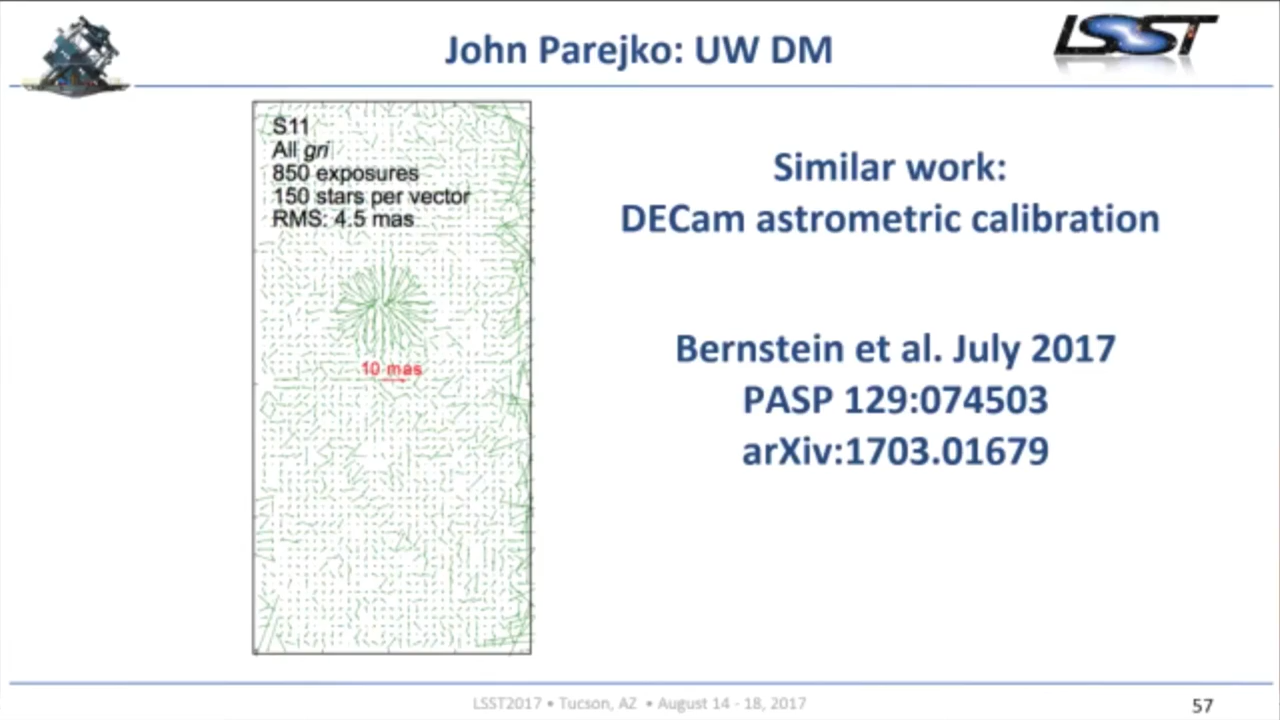 John Parejko: UW DM
LSST
S11
All gri
850 exposures
150 stars per vector
RMS: 4.5 mas
10 mas
Similar work:
DECam astrometric calibration
Bernstein et al. July 2017
PASP 129:074503
arXiv:1703.01679
LSST2017 • Tucson, AZ • August 14 - 18, 2017
57